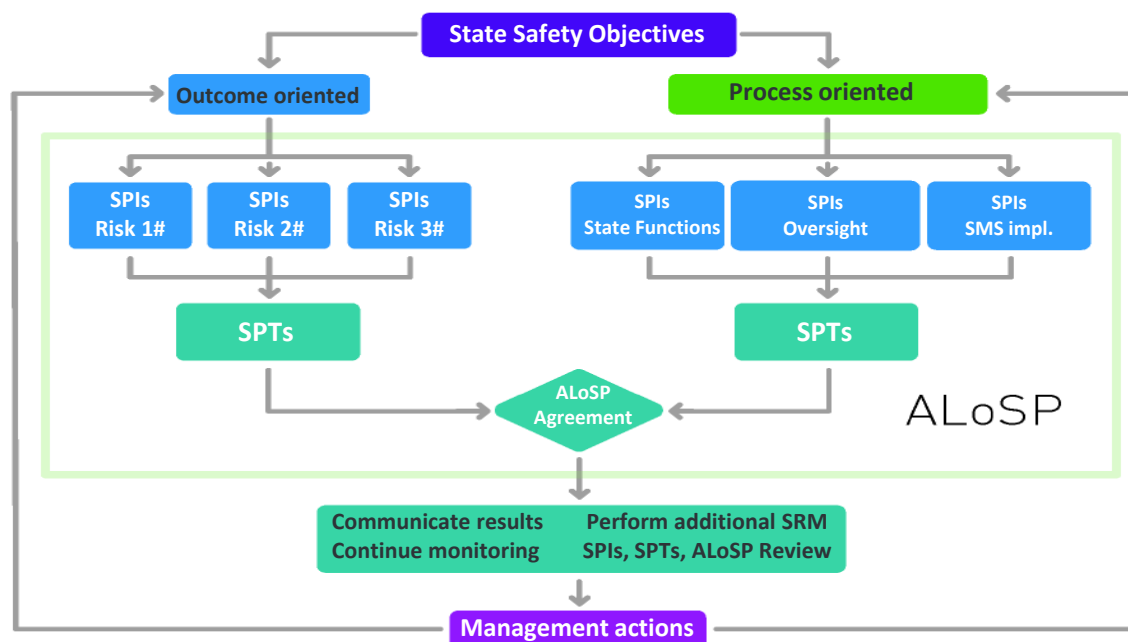 State Safety Objectives
Outcome oriented
Process oriented
SPIs
Risk 1#
SPIs
Risk 2#
SPIs
Risk 3#
SPIs
State Functions
SPIs
Oversight
SPIs
SMS impl.
SPTs
SPTs
ALoSP
Agreement
ALoSP
Communicate results
Continue monitoring
Perform additional SRM
SPIs, SPTs, ALoSP Review
Management actions